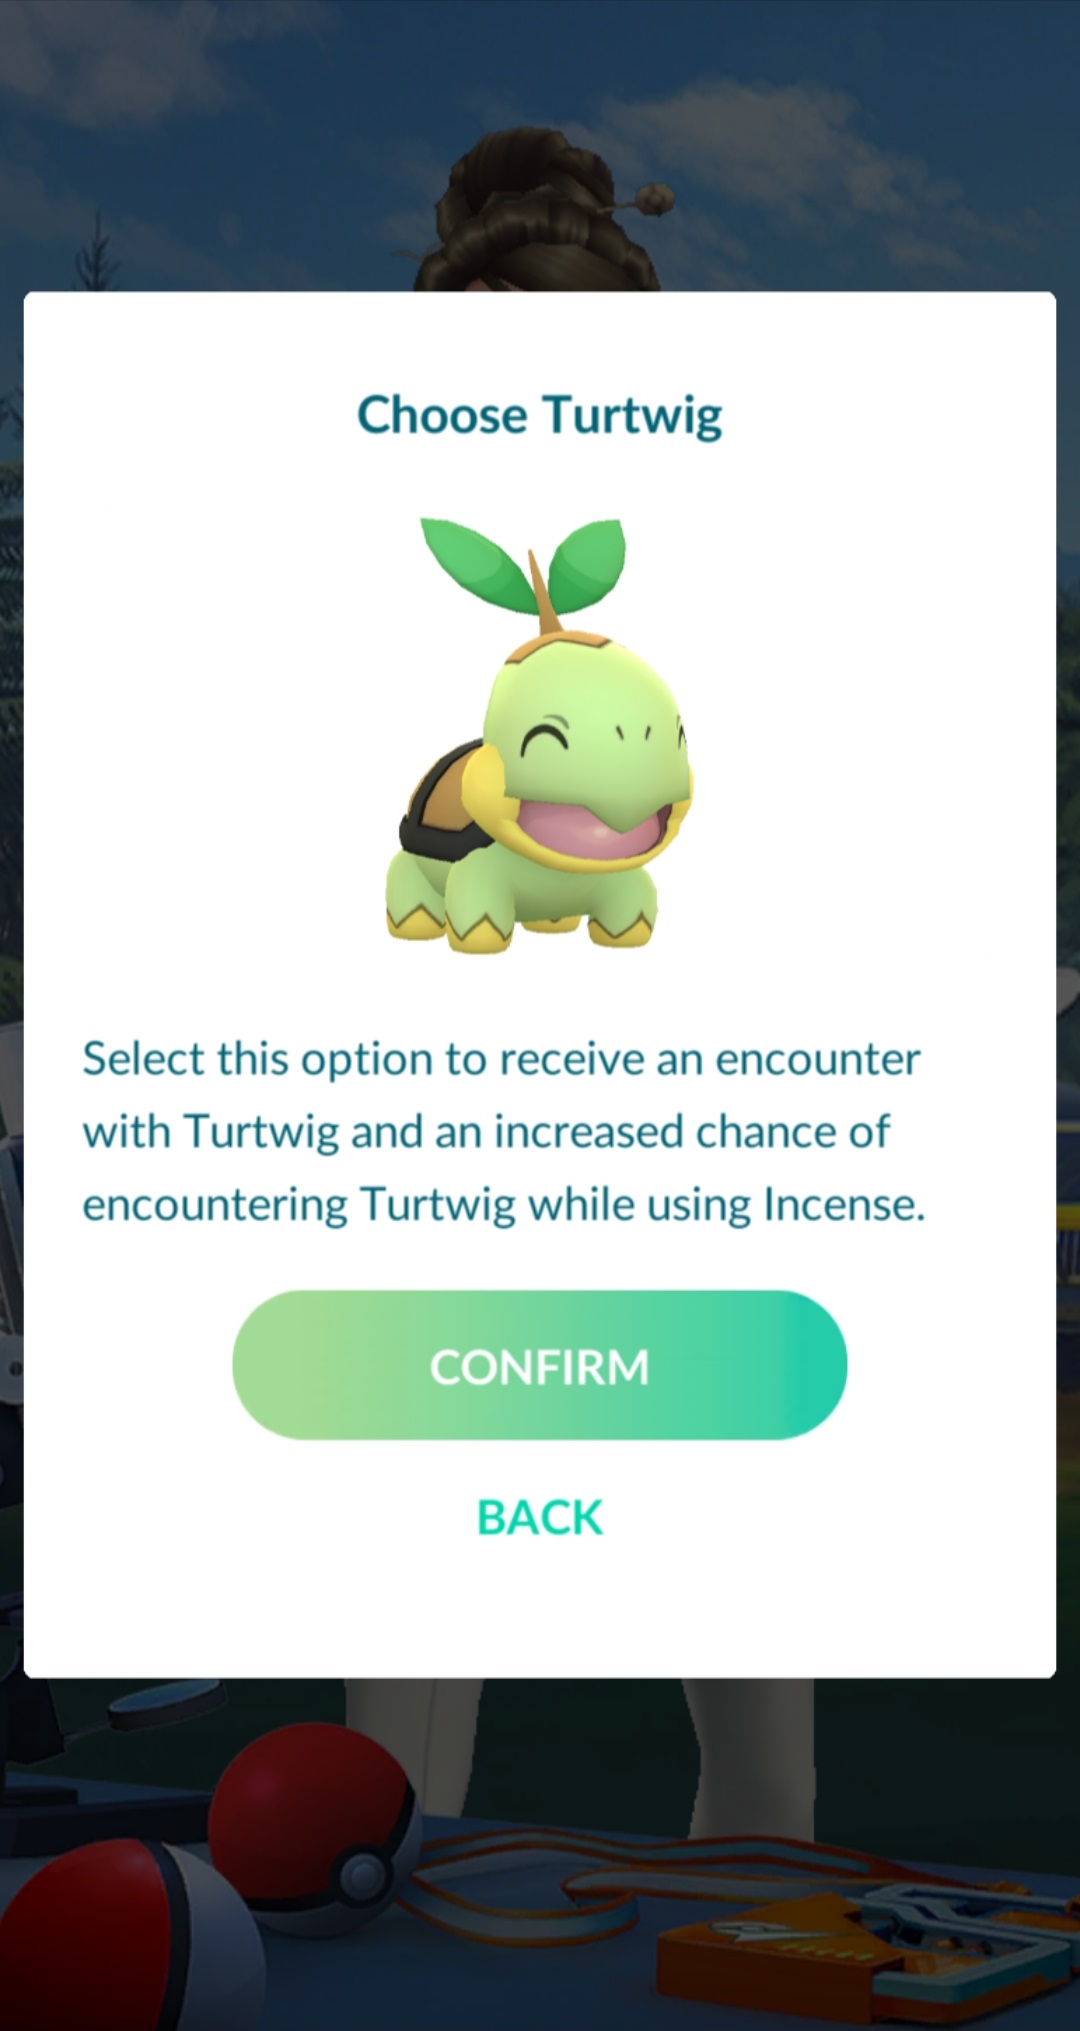 Choose Turtwig
Select this option to receive an encounter
with Turtwig and an increased chance of
encountering Turtwig while using Incense.
CONFIRM
BACK